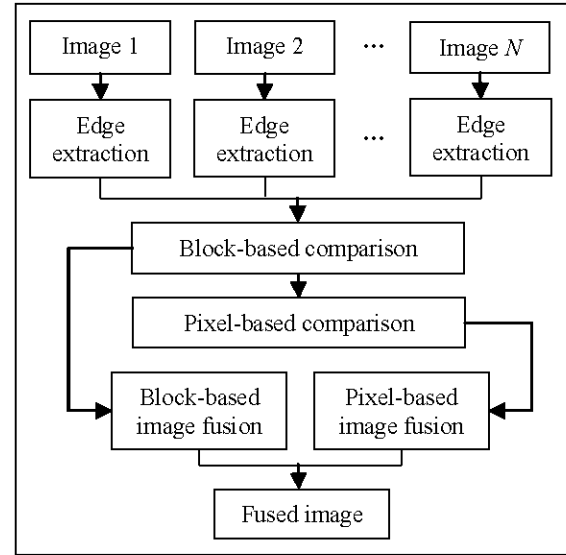 Image 1 Image 2 ... Image N
Edge extraction Edge extraction ... Edge extraction
Block-based comparison
Pixel-based comparison
Block-based image fusion
Pixel-based image fusion
Fused image